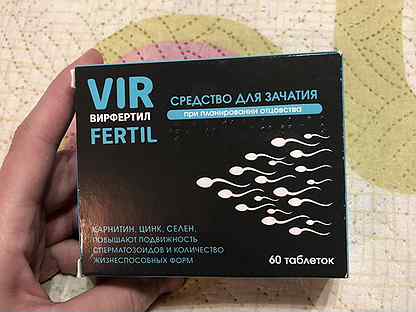 VIR
ВИРФЕРТИЛ
FERTIL
СРЕДСТВО ДЛЯ ЗАЧАТИЯ
при планировании отцовства
КАРНИТИН, ЦИНК, СЕЛЕН,
ПОВЫШАЮТ ПОДВИЖНОСТЬ
СПЕРМАТОЗОИДОВ И КОЛИЧЕСТВО
ЖИЗНЕСПОСОБНЫХ ФОРМ
60 таблеток